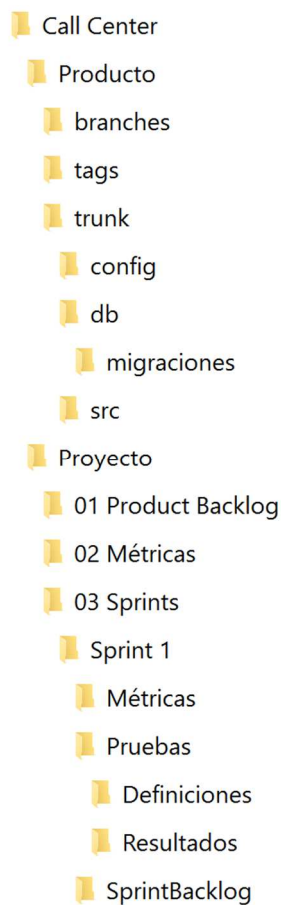 Call Center
Producto
branches
tags
trunk
config
db
migraciones
src
Proyecto
01 Product Backlog
02 Métricas
03 Sprints
Sprint 1
Métricas
Pruebas
Definiciones
Resultados
SprintBacklog